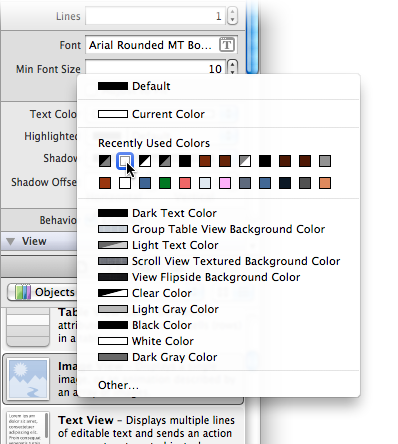 Lines 1
Font Arial Rounded MT Bo... T
Min Font Size 10
Default
Current Color
Text Colo
Recently Used Colors
Highlighted
Shadow
Shadow Offse
Behavio
Dark Text Color
Group Table View Background Color
View
Light Text Color
Scroll View Textured Background Color
View Flipside Background Color
Objects
Clear Color
Light Gray Color
Tab
attri
Black Color
in a
White Color
Dark Gray Color
Im
ima
an a
Other...
Text View – Displays multiple lines
of editable text and sends an action